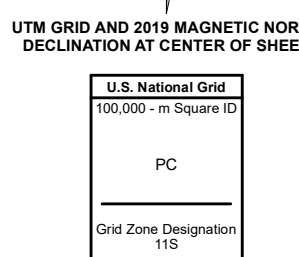 UTM GRID AND 2019 MAGNETIC NOR
DECLINATION AT CENTER OF SHEE
U.S. National Grid
100,000 - m Square ID
PC
Grid Zone Designation
11S